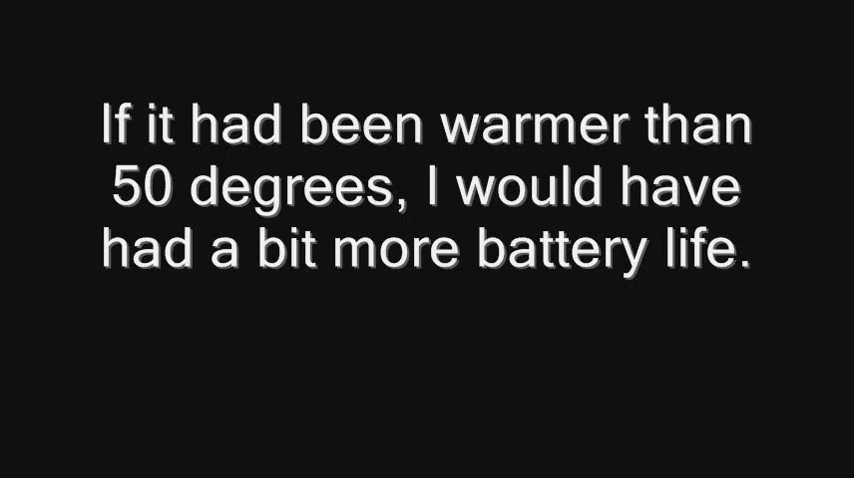 If it had been warmer than
50 degrees, I would have
had a bit more battery life.